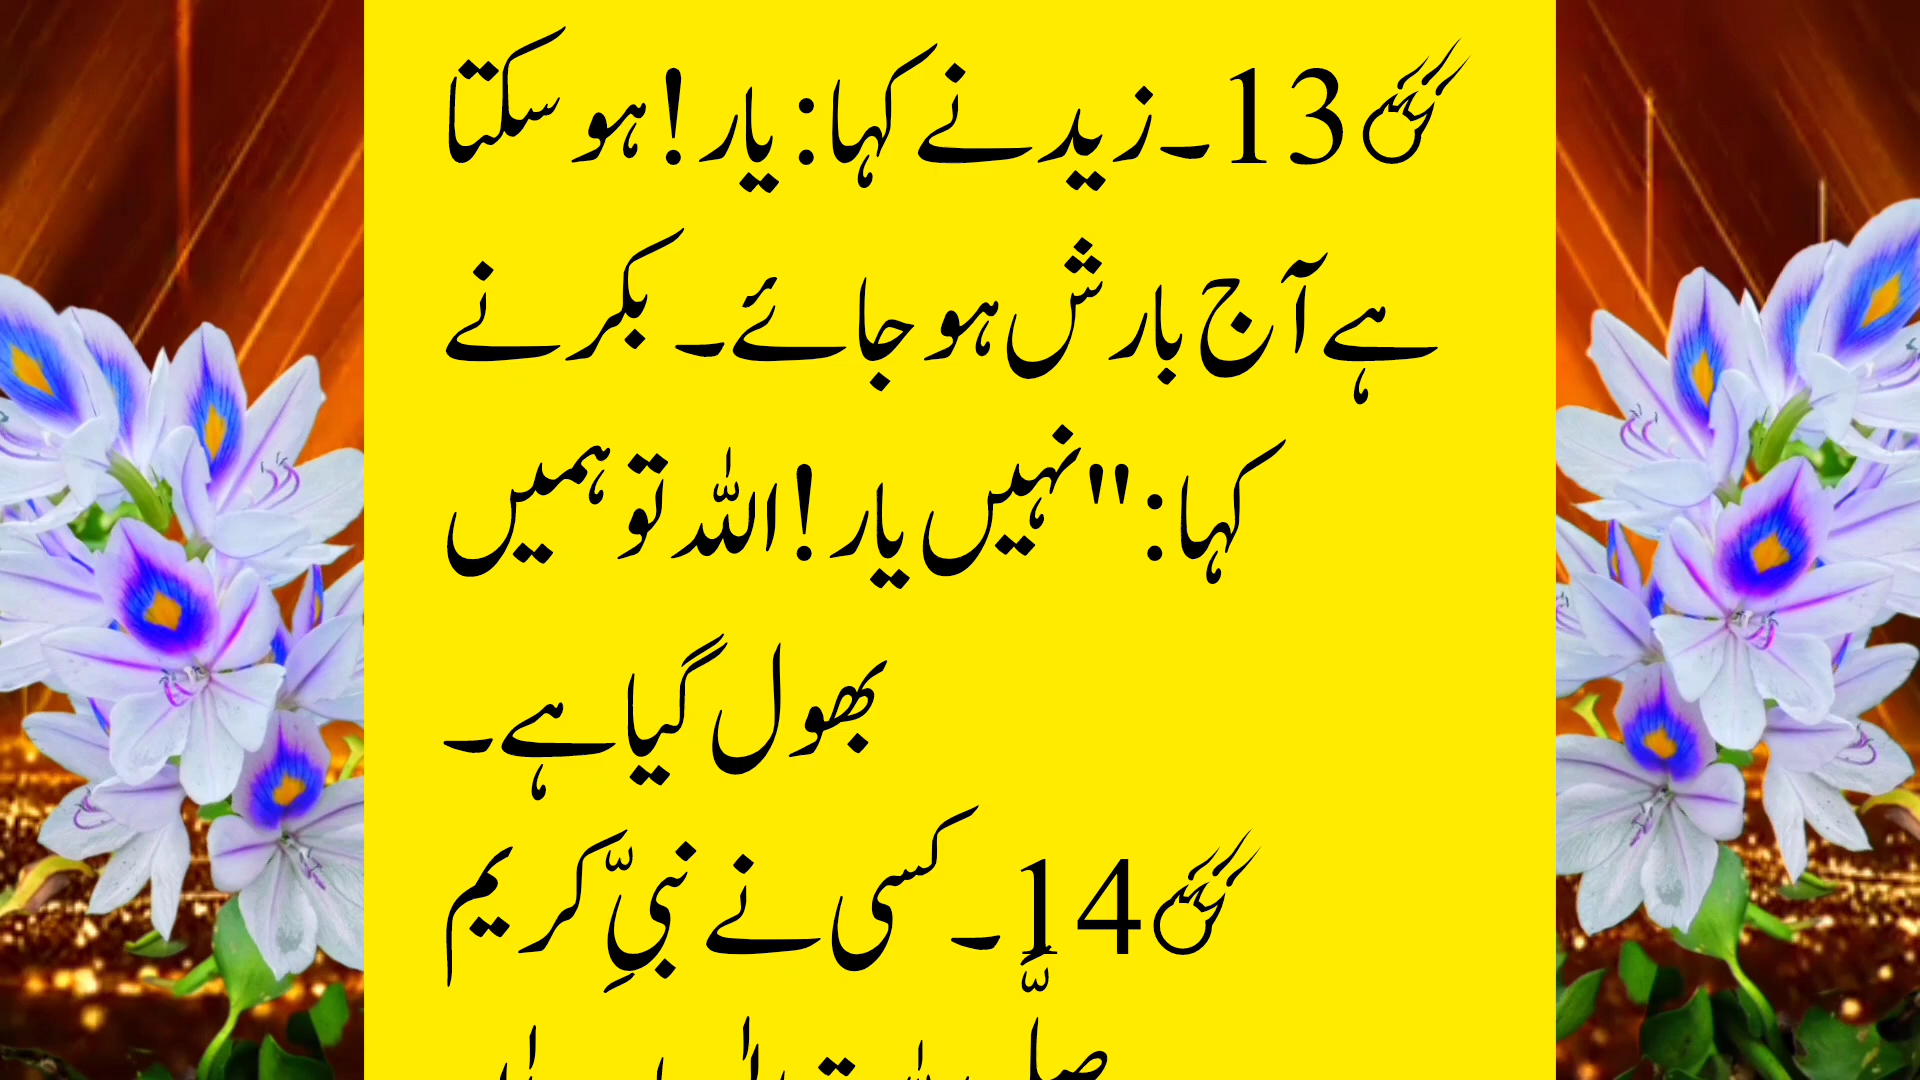 ☄13۔زید نے کہا: یار! ہو سکتا
ہے آج بارش ہو جائے۔ بکر نے
کہا: "نہیں یار! اللہ تو ہمیں
بھول گیا ہے۔
☄14۔کسی نے نبیِّ کریم